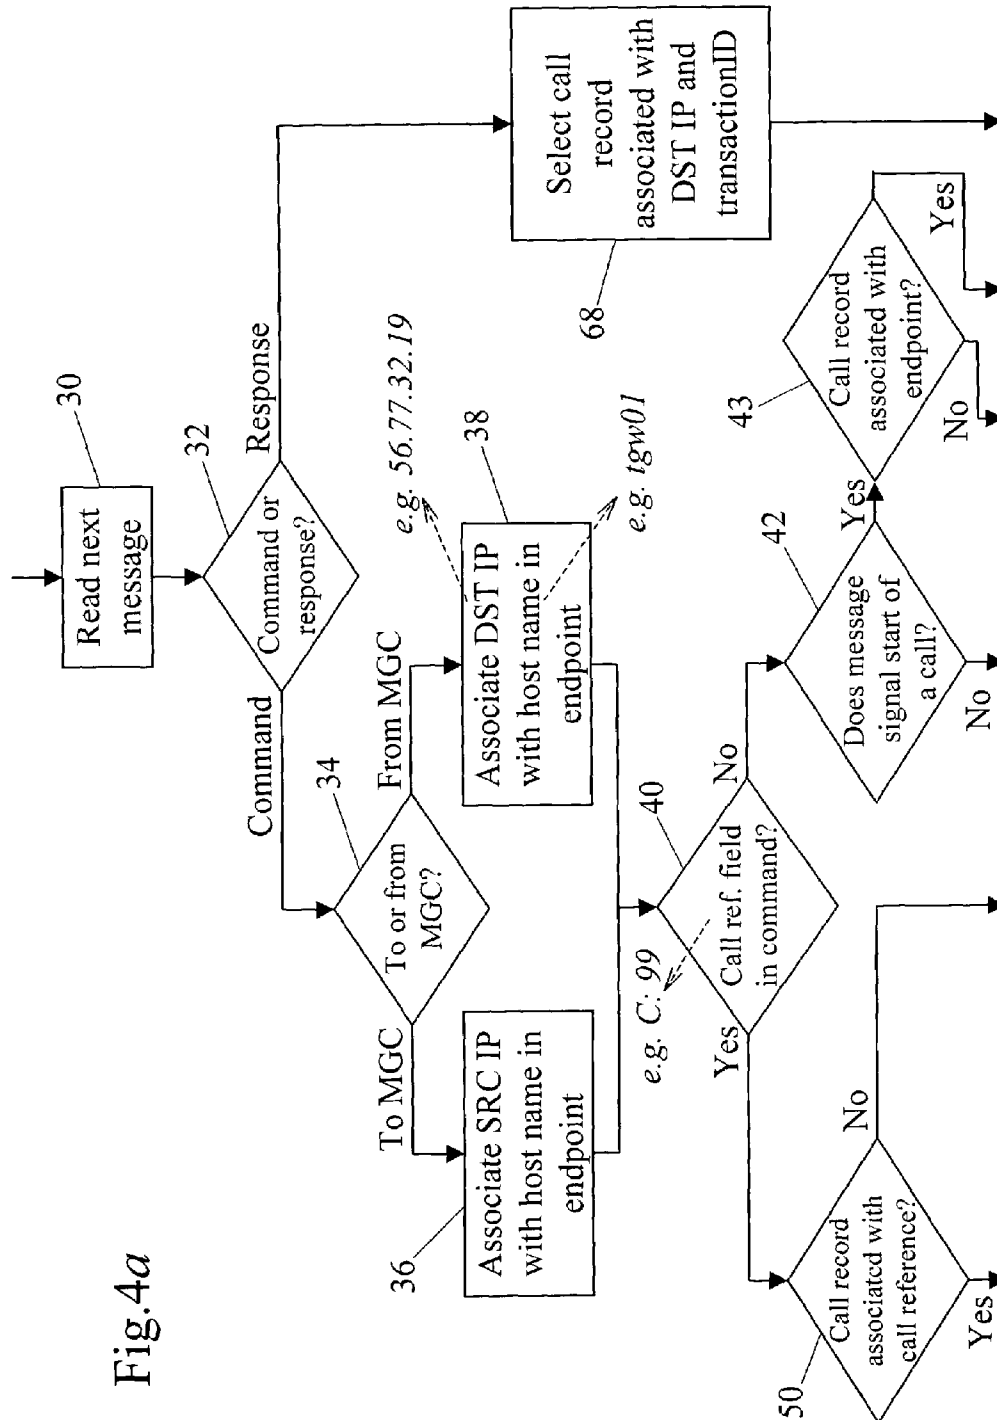 Fig.4a
Read next
message
30
Command or
response?
32
Command
Response
To or from
MGC?
34
To MGC
From MGC
Associate SRC IP
with host name in
endpoint
36
Associate DST IP
with host name in
endpoint
38
e.g. 56.77.32.19
e.g. tgw01
Select call
record
associated with
DST IP and
transactionID
68
Call ref. field
in command?
40
e.g. C: 99
Yes
No
Call record
associated with
call reference?
50
No
Yes
Does message
signal start of
a call?
42
Yes
No
Call record
associated with
endpoint?
43
Yes
No